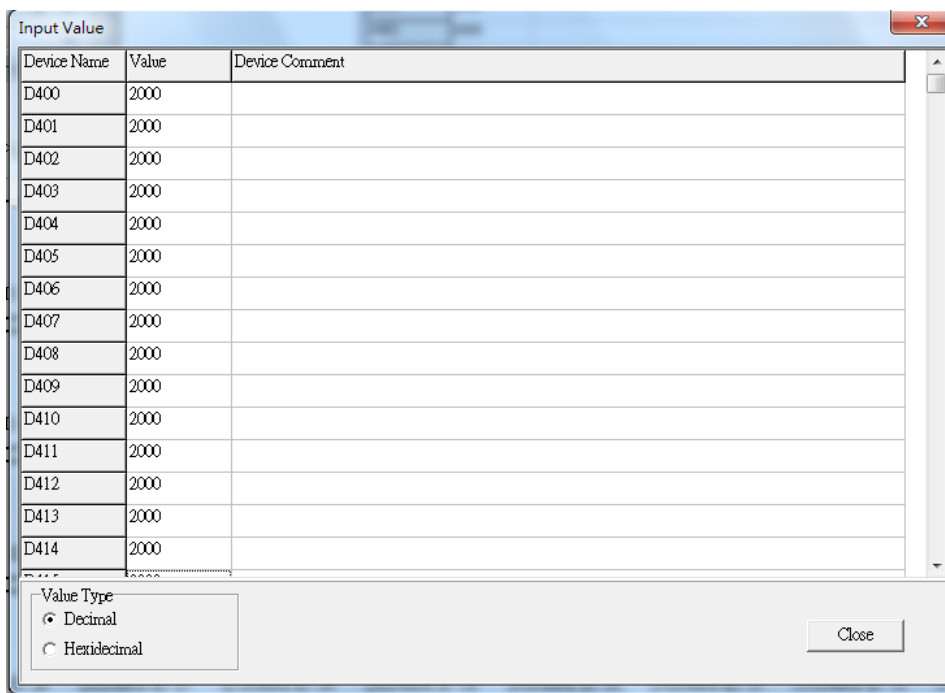 Input Value
Device Name Value Device Comment
D400 2000
D401 2000
D402 2000
D403 2000
D404 2000
D405 2000
D406 2000
D407 2000
D408 2000
D409 2000
D410 2000
D411 2000
D412 2000
D413 2000
D414 2000
Value Type
Decimal
Hexidecimal
Close